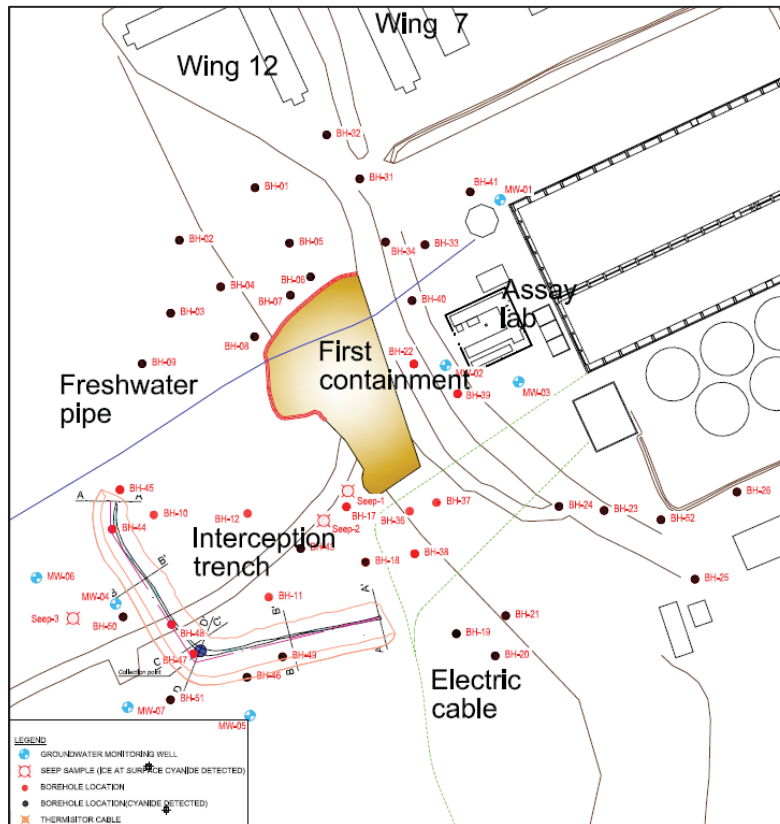 Wing 7
Wing 12
BH-32
BH-31
BH-01
BH-41
MW-01
BH-02
BH-05
BH-34
BH-33
BH-06
BH-04
BH-07
BH-40
BH-03
Assay
lab
BH-08
First
containment
BH-22
MW-02
BH-09
MW-03
BH-39
Freshwater
pipe
BH-45
Seep-1
BH-26
A
A
BH-37
BH-10
BH-12
BH-17
BH-36
BH-24
BH-23
BH-52
Seep-2
BH-44
Interception
trench
BH-43
BH-38
BH-18
MW-06
BH-25
MW-04
BH-11
A'
B'
BH-50
Seep-3
BH-48
BH-21
BH-19
BH-47
C
BH-49
A'
BH-20
Collection point
B
BH-46
Electric
cable
BH-51
MW-07
MW-05
LEGEND
GROUNDWATER MONITORING WELL
SEEP SAMPLE (ICE AT SURFACE CYANIDE DETECTED)
BOREHOLE LOCATION
BOREHOLE LOCATION(CYANIDE DETECTED)
THERMISITOR CABLE